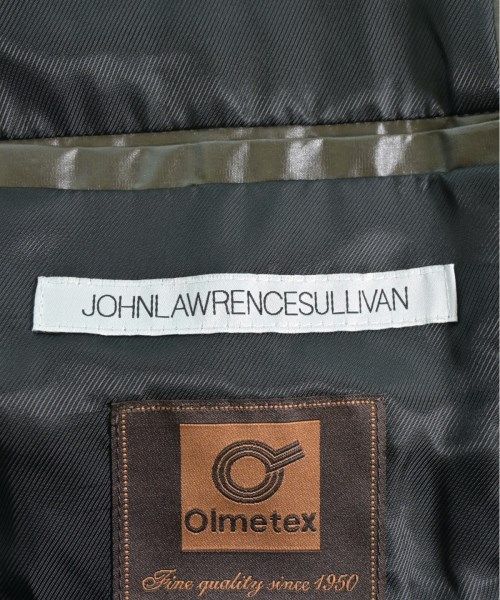 JOHNLAWRENCESULLIVAN
Olmetex
Fine quality since 1950